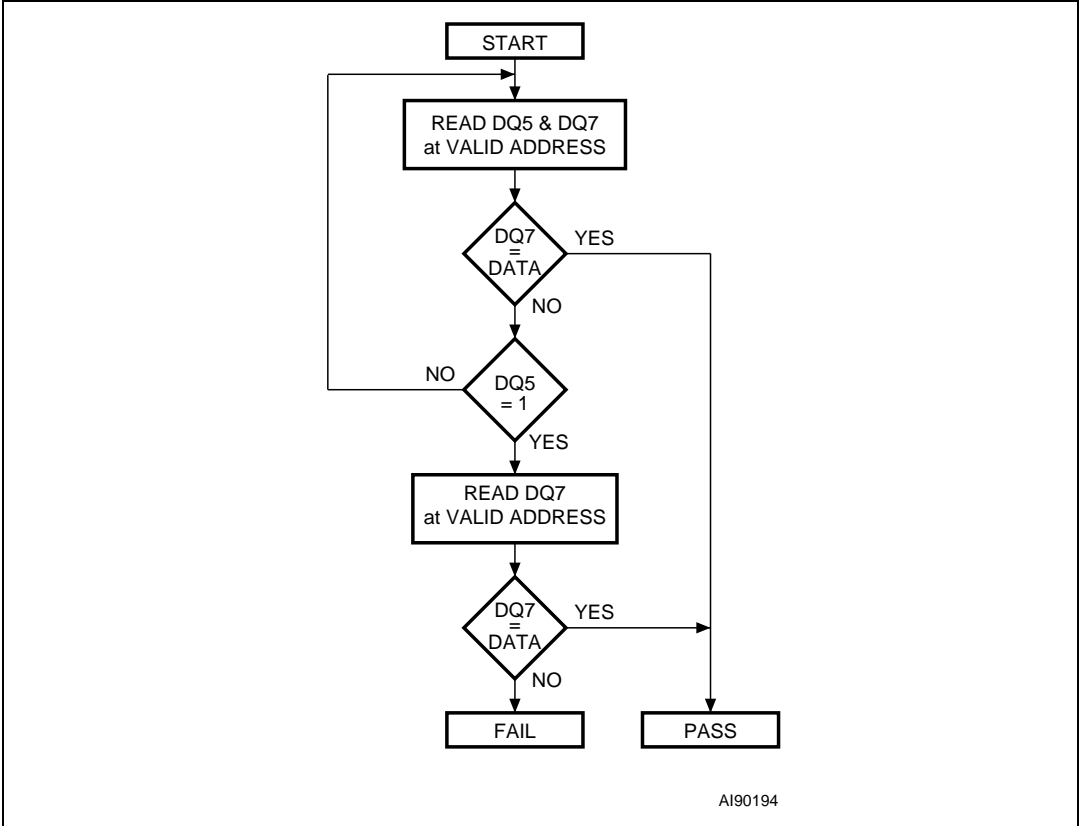 START
READ DQ5 & DQ7
at VALID ADDRESS
DQ7
=
DATA
YES
NO
NO
DQ5
= 1
YES
READ DQ7
at VALID ADDRESS
DQ7
=
DATA
YES
NO
FAIL
PASS
AI90194